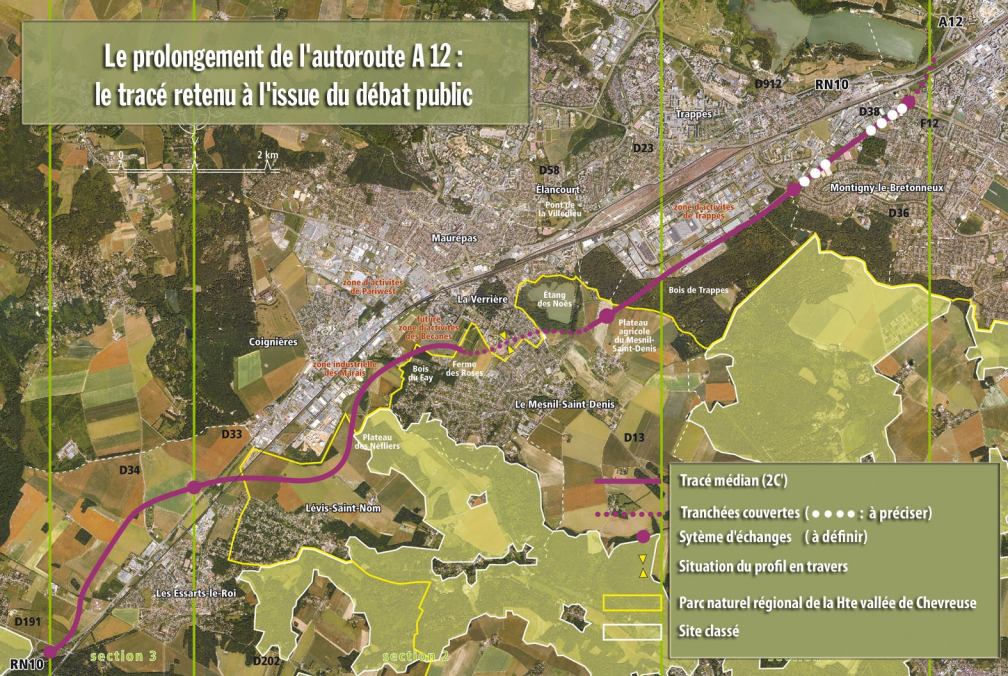 Le prolongement de l'autoroute A 12 :
le tracé retenu à l'issue du débat public
A12
D912
RN10
Trappes
D38
F12
0
2 km
D23
D58
Élancourt
Pont de
la Villedieu
Montigny-le-Bretonneux
zone d'activités
de Trappes
D36
Maurepas
zone d'activités
de Pariwest
Bois de Trappes
La Verrière
Étang
des Noës
future
zone d'activités
des Bécanes
Plateau
agricole
du Mesnil-
Saint-Denis
Coignières
zone industrielle
des Marais
Bois
du Fay
Ferme
des Roses
Le Mesnil-Saint-Denis
D33
Plateau
des Néfliers
D13
D34
Lévis-Saint-Nom
Les Essarts-le-Roi
D191
RN10
section 3
D202
section 2
Tracé médian (2C')
Tranchées couvertes ( : à préciser)
Sytème d'échanges ( à définir)
Situation du profil en travers
Parc naturel régional de la Hte vallée de Chevreuse
Site classé